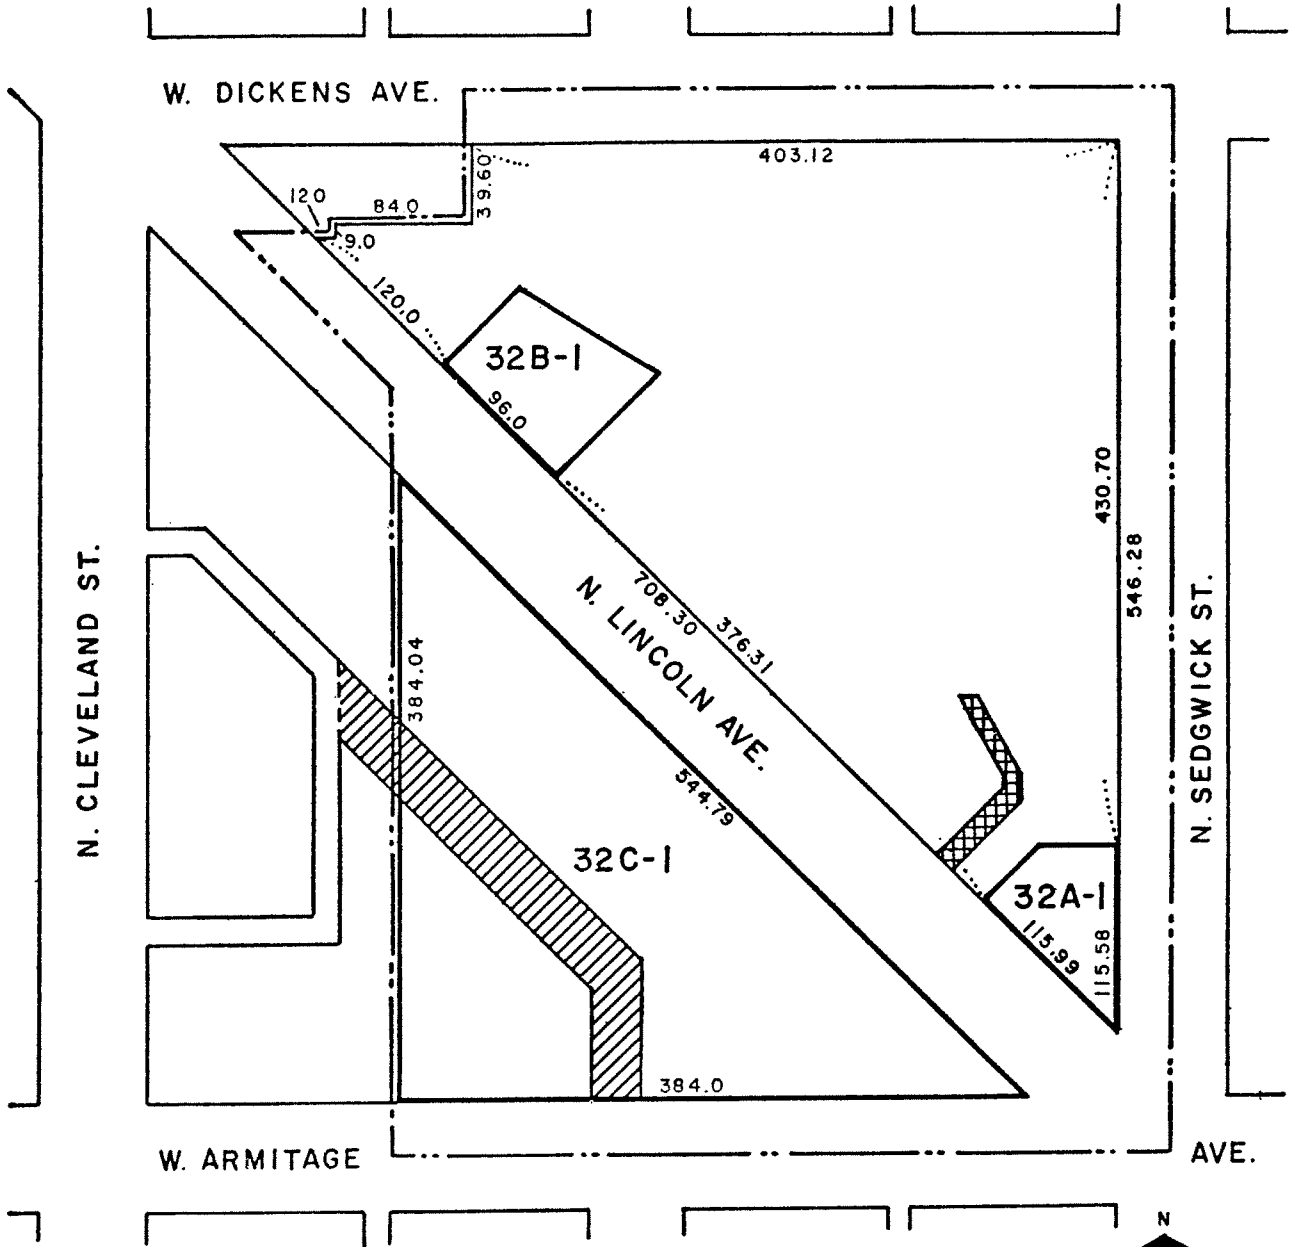 W. DICKENS AVE.
403.12
39.60
120
84.0
9.0
120.0
32B-1
96.0
430.70
546.28
N. LINCOLN AVE.
708.30
376.31
N. CLEVELAND ST.
N. SEDGWICK ST.
384.04
544.79
32C-1
32A-1
115.99
115.58
384.0
W. ARMITAGE AVE.
N